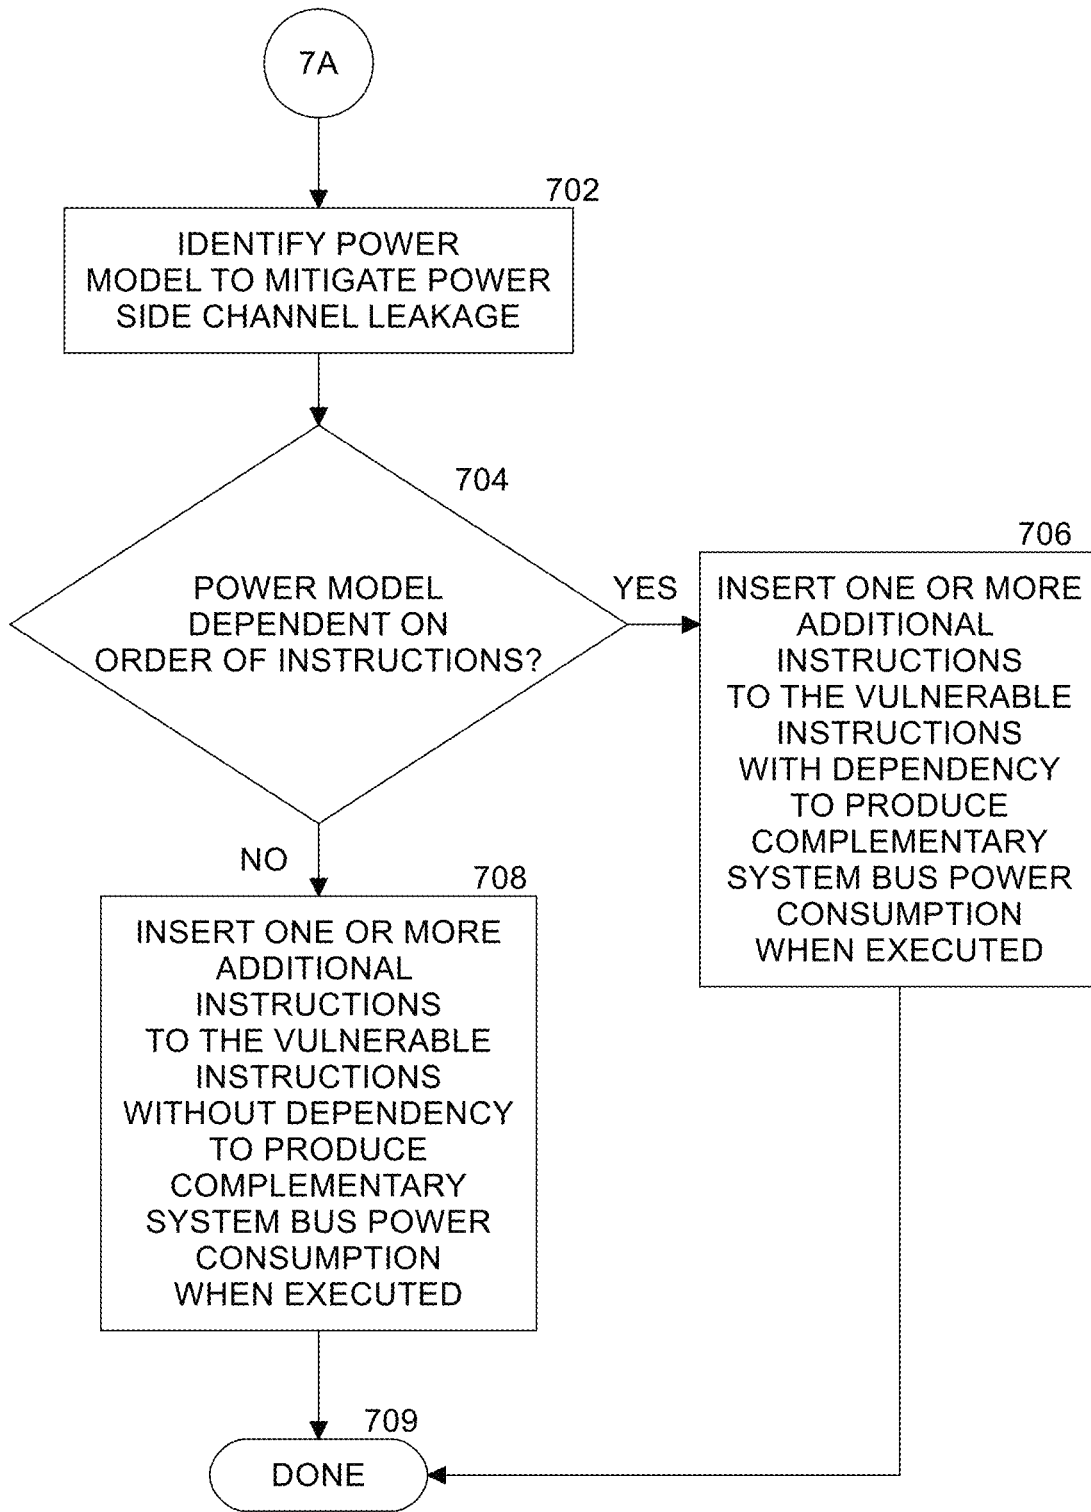 7A
702
IDENTIFY POWER
MODEL TO MITIGATE POWER
SIDE CHANNEL LEAKAGE
704
POWER MODEL
DEPENDENT ON
ORDER OF INSTRUCTIONS?
YES
706
INSERT ONE OR MORE
ADDITIONAL
INSTRUCTIONS
TO THE VULNERABLE
INSTRUCTIONS
WITH DEPENDENCY
TO PRODUCE
COMPLEMENTARY
SYSTEM BUS POWER
CONSUMPTION
WHEN EXECUTED
NO
708
INSERT ONE OR MORE
ADDITIONAL
INSTRUCTIONS
TO THE VULNERABLE
INSTRUCTIONS
WITHOUT DEPENDENCY
TO PRODUCE
COMPLEMENTARY
SYSTEM BUS POWER
CONSUMPTION
WHEN EXECUTED
709
DONE